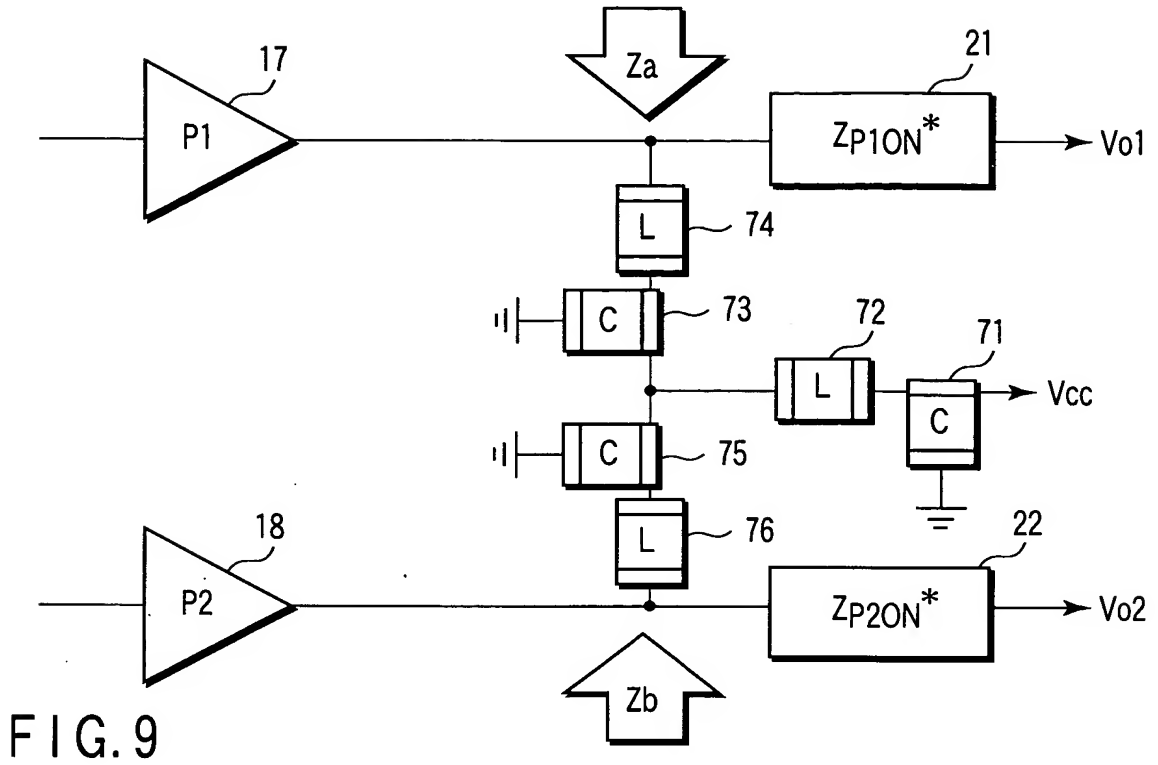 17
Za
21
P1
ZP1ON*
Vo1
L
74
C
73
72
71
L
Vcc
C
C
75
18
L
76
22
P2
ZP2ON*
Vo2
Zb
FIG. 9